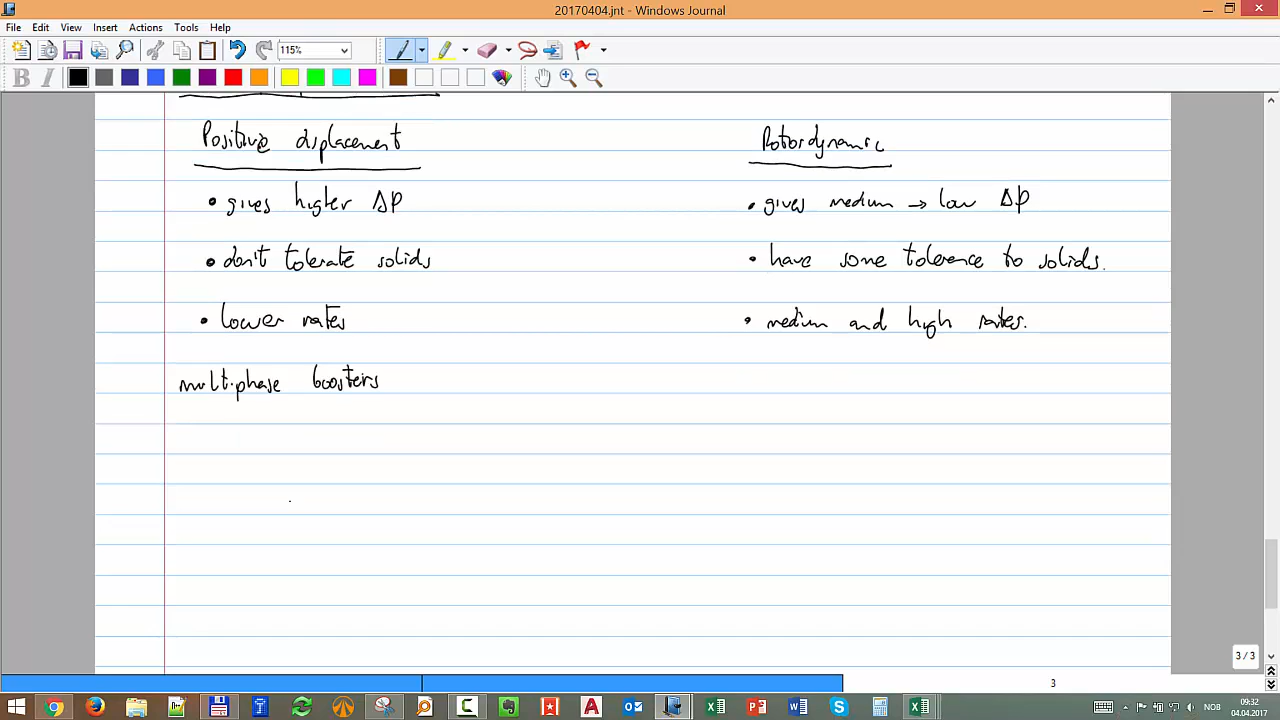 20170404.jnt - Windows Journal
File Edit View Insert Actions Tools Help
115%
Positive displacement
Rotordynamic
• gives higher ΔP
• gives medium → low ΔP
• don't tolerate solids
• have some tolerence to solids.
• lower rates
• medium and high rates.
multiphase boosters
3 / 3
3
NOB
09:32
04.04.2017